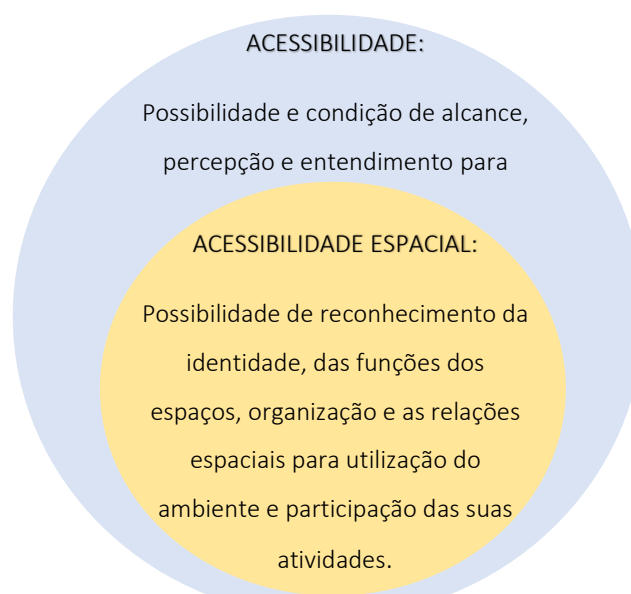 ACESSIBILIDADE:
Possibilidade e condição de alcance,
percepção e entendimento para
ACESSIBILIDADE ESPACIAL:
Possibilidade de reconhecimento da
identidade, das funções dos
espaços, organização e as relações
espaciais para utilização do
ambiente e participação das suas
atividades.